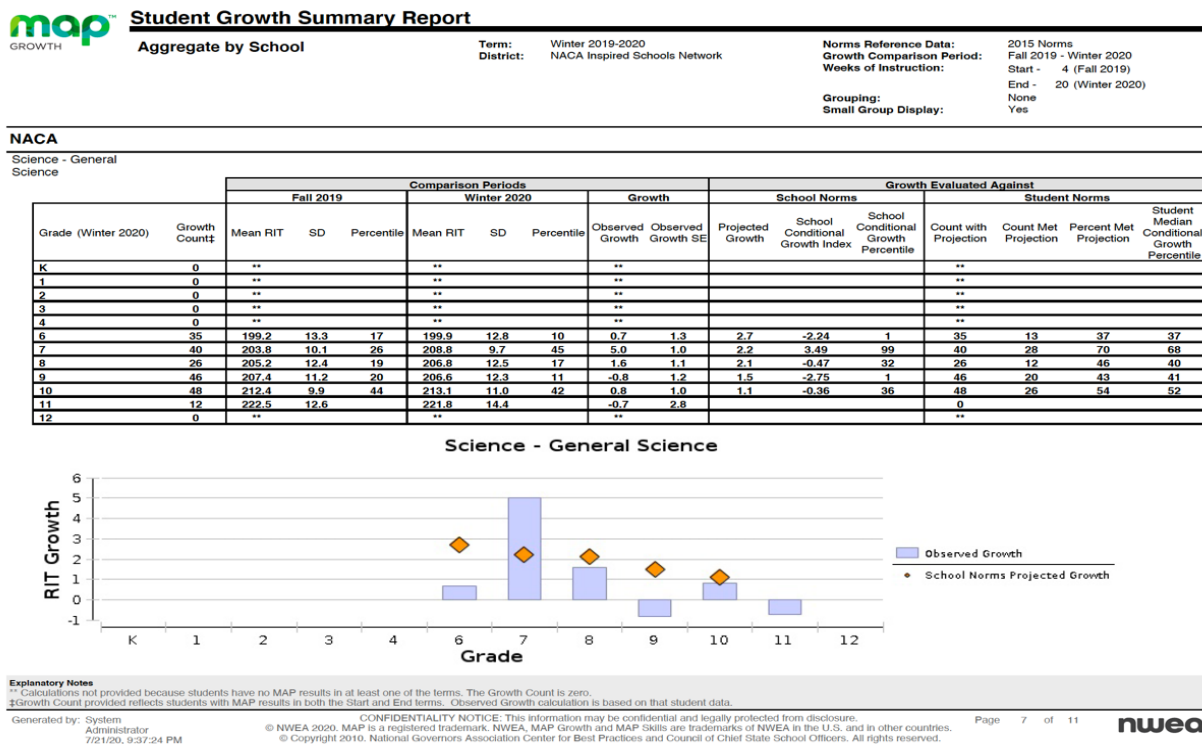 map™
GROWTH
Student Growth Summary Report
Aggregate by School
Term: Winter 2019-2020
District: NACA Inspired Schools Network
Norms Reference Data: 2015 Norms
Growth Comparison Period: Fall 2019 - Winter 2020
Weeks of Instruction: Start - 4 (Fall 2019)
End - 20 (Winter 2020)
Grouping: None
Small Group Display: Yes
NACA
Science - General
Science
Comparison Periods Growth Evaluated Against
Fall 2019 Winter 2020 Growth School Norms Student Norms
Grade (Winter 2020) Growth Count‡ Mean RIT SD Percentile Mean RIT SD Percentile Observed Growth Observed Growth SE Projected Growth School Conditional Growth Index School Conditional Growth Percentile Count with Projection Count Met Projection Percent Met Projection Student Median Conditional Growth Percentile
K 0 ** ** ** **
1 0 ** ** ** **
2 0 ** ** ** **
3 0 ** ** ** **
4 0 ** ** ** **
6 35 199.2 13.3 17 199.9 12.8 10 0.7 1.3 2.7 -2.24 1 35 13 37 37
7 40 203.8 10.1 26 208.8 9.7 45 5.0 1.0 2.2 3.49 99 40 28 70 68
8 26 205.2 12.4 19 206.8 12.5 17 1.6 1.1 2.1 -0.47 32 26 12 46 40
9 46 207.4 11.2 20 206.6 12.3 11 -0.8 1.2 1.5 -2.75 1 46 20 43 41
10 48 212.4 9.9 44 213.1 11.0 42 0.8 1.0 1.1 -0.36 36 48 26 54 52
11 12 222.5 12.6 221.8 14.4 -0.7 2.8 0
12 0 ** ** ** **
Science - General Science
RIT Growth
6
5
4
3
2
1
0
-1
K 1 2 3 4 6 7 8 9 10 11 12
Grade
Observed Growth
School Norms Projected Growth
Explanatory Notes
** Calculations not provided because students have no MAP results in at least one of the terms. The Growth Count is zero.
‡Growth Count provided reflects students with MAP results in both the Start and End terms. Observed Growth calculation is based on that student data.
Generated by: System
Administrator
7/21/20, 9:37:24 PM
CONFIDENTIALITY NOTICE: This information may be confidential and legally protected from disclosure.
© NWEA 2020. MAP is a registered trademark. NWEA, MAP Growth and MAP Skills are trademarks of NWEA in the U.S. and in other countries.
© Copyright 2010. National Governors Association Center for Best Practices and Council of Chief State School Officers. All rights reserved.
Page 7 of 11
nwea